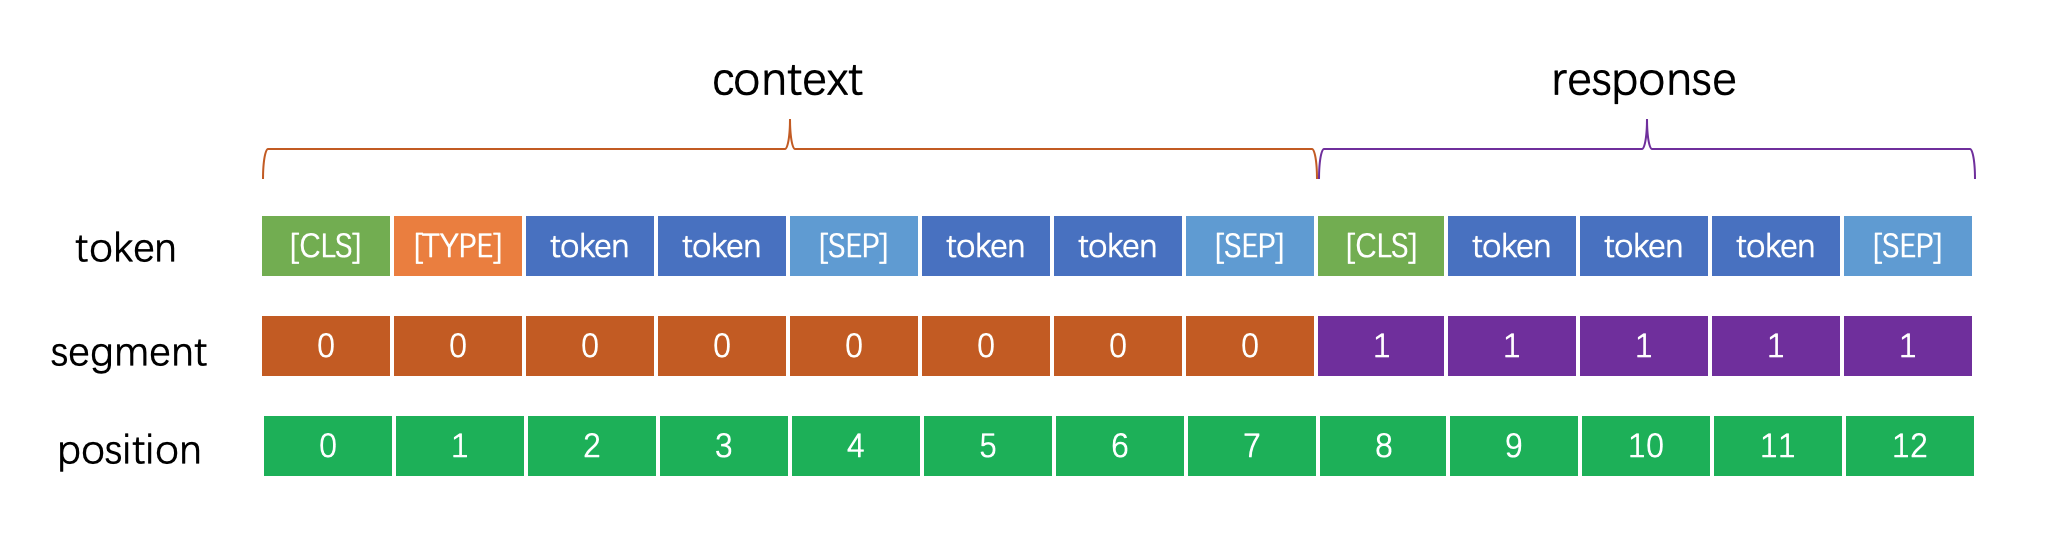 context response
token [CLS] [TYPE] token token [SEP] token token [SEP] [CLS] token token token [SEP]
segment 0 0 0 0 0 0 0 0 1 1 1 1 1
position 0 1 2 3 4 5 6 7 8 9 10 11 12